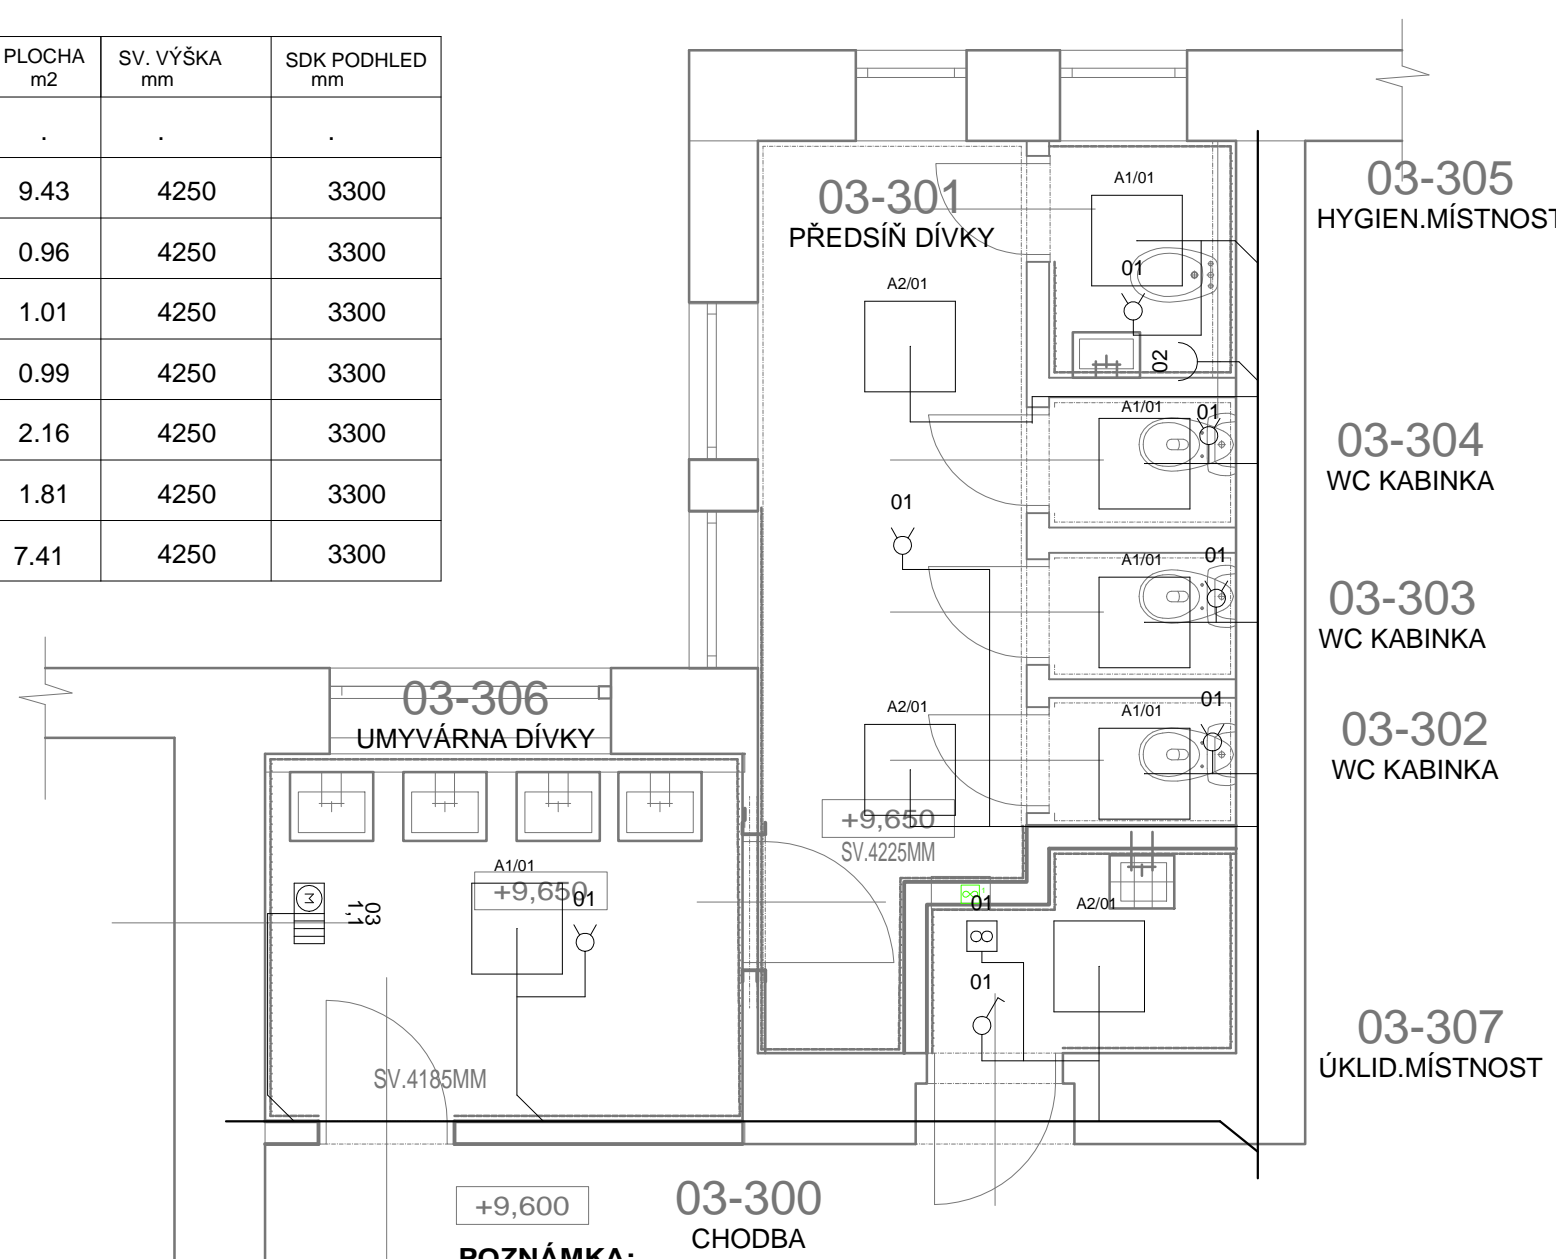 PLOCHA SV. VÝŠKA SDK PODHLED
m2 mm mm
. . .
9.43 4250 3300
0.96 4250 3300
1.01 4250 3300
0.99 4250 3300
2.16 4250 3300
1.81 4250 3300
7.41 4250 3300
03-301
PŘEDSÍŇ DÍVKY
A2/01
A1/01
01
02
03-305
HYGIEN.MÍSTNOST
A1/01
01
03-304
WC KABINKA
01
A1/01
01
03-303
WC KABINKA
A2/01
A1/01
01
03-302
WC KABINKA
+9,650
SV.4225MM
03-306
UMYVÁRNA DÍVKY
A1/01
+9,650
01
M
03
1,1
SV.4185MM
1
01
A2/01
01
03-307
ÚKLID.MÍSTNOST
+9,600
03-300
CHODBA
POZNÁMKA: